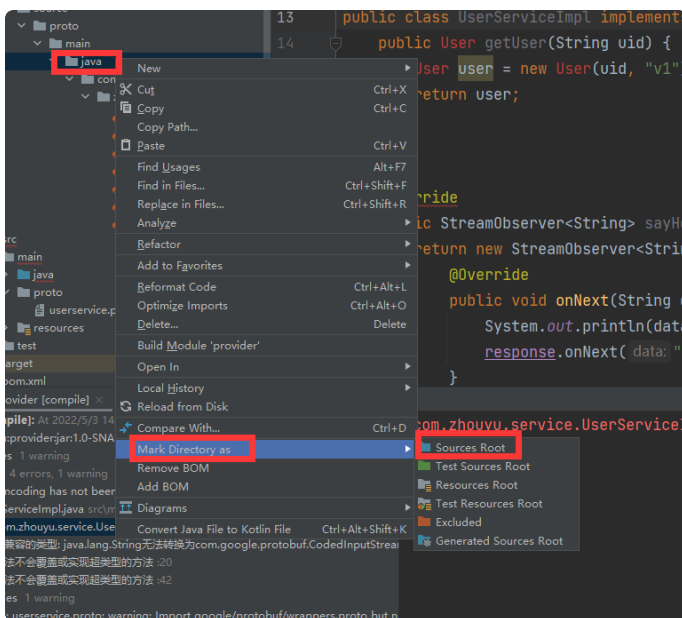 source
proto
main
java
com
src
main
java
proto
userservice.p
resources
test
target
pom.xml
ovider [compile]
mpile]: At 2022/5/3 14
u:provider:jar:1.0-SNA
es 1 warning
4 errors, 1 warning
ncoding has not beer
ServiceImpl.java src\m
om.zhouyu.service.Use
兼容的类型: java.lang.String无法转换为com.google.protobuf.CodedInputStrea
法不会覆盖或实现超类型的方法 :20
法不会覆盖或实现超类型的方法 :42
es 1 warning
: userservice.proto: warning: Import google/protobuf/wrappers.proto but n
New
Cut Ctrl+X
Copy Ctrl+C
Copy Path...
Paste Ctrl+V
Find Usages Alt+F7
Find in Files... Ctrl+Shift+F
Replace in Files... Ctrl+Shift+R
Analyze
Refactor
Add to Favorites
Reformat Code Ctrl+Alt+L
Optimize Imports Ctrl+Alt+O
Delete... Delete
Build Module 'provider'
Open In
Local History
Reload from Disk
Compare With... Ctrl+D
Mark Directory as
Remove BOM
Add BOM
Diagrams
Convert Java File to Kotlin File Ctrl+Alt+Shift+K
Sources Root
Test Sources Root
Resources Root
Test Resources Root
Excluded
Generated Sources Root
13 public class UserServiceImpl implement
14 public User getUser(String uid) {
User user = new User(uid, "v1"
return user;
rride
ic StreamObserver<String> sayH
return new StreamObserver<Stri
@Override
public void onNext(String
System.out.println(dat
response.onNext( data: "
}
com.zhouyu.service.UserService